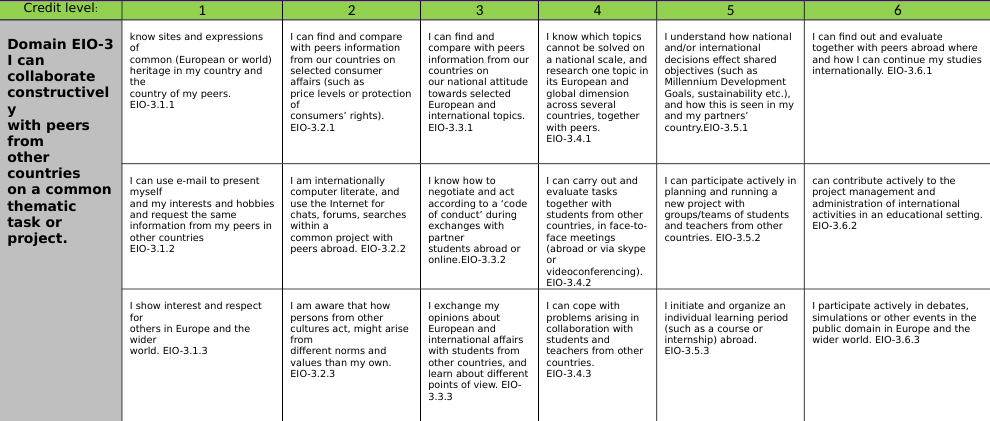 Credit level:
1
2
3
4
5
6
Domain EIO-3
I can
collaborate
constructivel
y
with peers
from
other
countries
on a common
thematic
task or
project.
know sites and expressions
of
common (European or world)
heritage in my country and
the
country of my peers.
EIO-3.1.1
I can find and compare
with peers information
from our countries on
selected consumer
affairs (such as
price levels or protection
of
consumers’ rights).
EIO-3.2.1
I can find and
compare with peers
information from our
countries on
our national attitude
towards selected
European and
international topics.
EIO-3.3.1
I know which topics
cannot be solved on
a national scale, and
research one topic in
its European and
global dimension
across several
countries, together
with peers.
EIO-3.4.1
I understand how national
and/or international
decisions effect shared
objectives (such as
Millennium Development
Goals, sustainability etc.),
and how this is seen in my
and my partners’
country.EIO-3.5.1
I can find out and evaluate
together with peers abroad where
and how I can continue my studies
internationally. EIO-3.6.1
I can use e-mail to present
myself
and my interests and hobbies
and request the same
information from my peers in
other countries
EIO-3.1.2
I am internationally
computer literate, and
use the Internet for
chats, forums, searches
within a
common project with
peers abroad. EIO-3.2.2
I know how to
negotiate and act
according to a ‘code
of conduct’ during
exchanges with
partner
students abroad or
online.EIO-3.3.2
I can carry out and
evaluate tasks
together with
students from other
countries, in face-to-
face meetings
(abroad or via skype
or
videoconferencing).
EIO-3.4.2
I can participate actively in
planning and running a
new project with
groups/teams of students
and teachers from other
countries. EIO-3.5.2
can contribute actively to the
project management and
administration of international
activities in an educational setting.
EIO-3.6.2
I show interest and respect
for
others in Europe and the
wider
world. EIO-3.1.3
I am aware that how
persons from other
cultures act, might arise
from
different norms and
values than my own.
EIO-3.2.3
I exchange my
opinions about
European and
international affairs
with students from
other countries, and
learn about different
points of view. EIO-
3.3.3
I can cope with
problems arising in
collaboration with
students and
teachers from other
countries.
EIO-3.4.3
I initiate and organize an
individual learning period
(such as a course or
internship) abroad.
EIO-3.5.3
I participate actively in debates,
simulations or other events in the
public domain in Europe and the
wider world. EIO-3.6.3